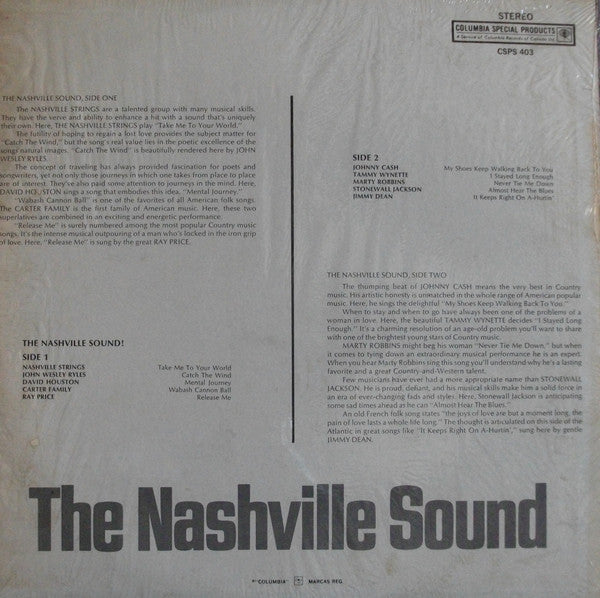 STEREO
COLUMBIA SPECIAL PRODUCTS
A Service of Columbia Records of Canada Ltd.
CSPS 403
THE NASHVILLE SOUND, SIDE ONE
The NASHVILLE STRINGS are a talented group with many musical skills.
They have the verve and ability to enhance a hit with a sound that's uniquely
their own. Here, THE NASHVILLE STRINGS play "Take Me To Your World."
The futility of hoping to regain a lost love provides the subject matter for
"Catch The Wind," but the song's real value lies in the poetic excellence of the
song's natural imagery. "Catch The Wind" is beautifully rendered here by JOHN
WESLEY RYLES.
The concept of traveling has always provided fascination for poets and
songwriters, yet not only those journeys in which one takes from place to place
are of interest. They've also paid some attention to journeys in the mind. Here,
DAVID HOUSTON sings a song that embodies this idea, "Mental Journey."
"Wabash Cannon Ball" is one of the favorites of all American folk songs.
The CARTER FAMILY is the first family of American music. Here, these two
superlatives are combined in an exciting and energetic performance.
"Release Me" is surely numbered among the most popular Country music
songs. It's the intense musical outpouring of a man who's locked in the iron grip
of love. Here "Release Me" is sung by the great RAY PRICE.
THE NASHVILLE SOUND!
SIDE 1
NASHVILLE STRINGS Take Me To Your World
JOHN WESLEY RYLES Catch The Wind
DAVID HOUSTON Mental Journey
CARTER FAMILY Wabash Cannon Ball
RAY PRICE Release Me
SIDE 2
JOHNNY CASH My Shoes Keep Walking Back To You
TAMMY WYNETTE I Stayed Long Enough
MARTY ROBBINS Never Tie Me Down
STONEWALL JACKSON Almost Hear The Blues
JIMMY DEAN It Keeps Right On A-Hurtin'
THE NASHVILLE SOUND, SIDE TWO
The thumping beat of JOHNNY CASH means the very best in Country
music. His artistic honesty is unmatched in the whole range of American popular
music. Here, he sings the delightful "My Shoes Keep Walking Back To You."
When to stay and when to go have always been one of the problems of a
woman in love. Here, the beautiful TAMMY WYNETTE decides "I Stayed Long
Enough." It's a charming resolution of an age-old problem you'll want to share
with one of the brightest young stars of Country music.
MARTY ROBBINS might beg his woman "Never Tie Me Down," but when
it comes to tying down an extraordinary musical performance he is an expert.
When you hear Marty Robbins sing this song you'll understand why he's a lasting
favorite and a great Country-and-Western talent.
Few musicians have ever had a more appropriate name than STONEWALL
JACKSON. He is proud, defiant, and his musical skills make him a solid force in
an era of ever-changing fads and styles. Here, Stonewall Jackson is anticipating
some sad times ahead as he can "Almost Hear The Blues."
An old French folk song states "the joys of love are but a moment long, the
pain of love lasts a whole life long." The thought is articulated on this side of the
Atlantic in great songs like "It Keeps Right On A-Hurtin'," sung here by gentle
JIMMY DEAN.
The Nashville Sound
®"COLUMBIA" MARCAS REG.